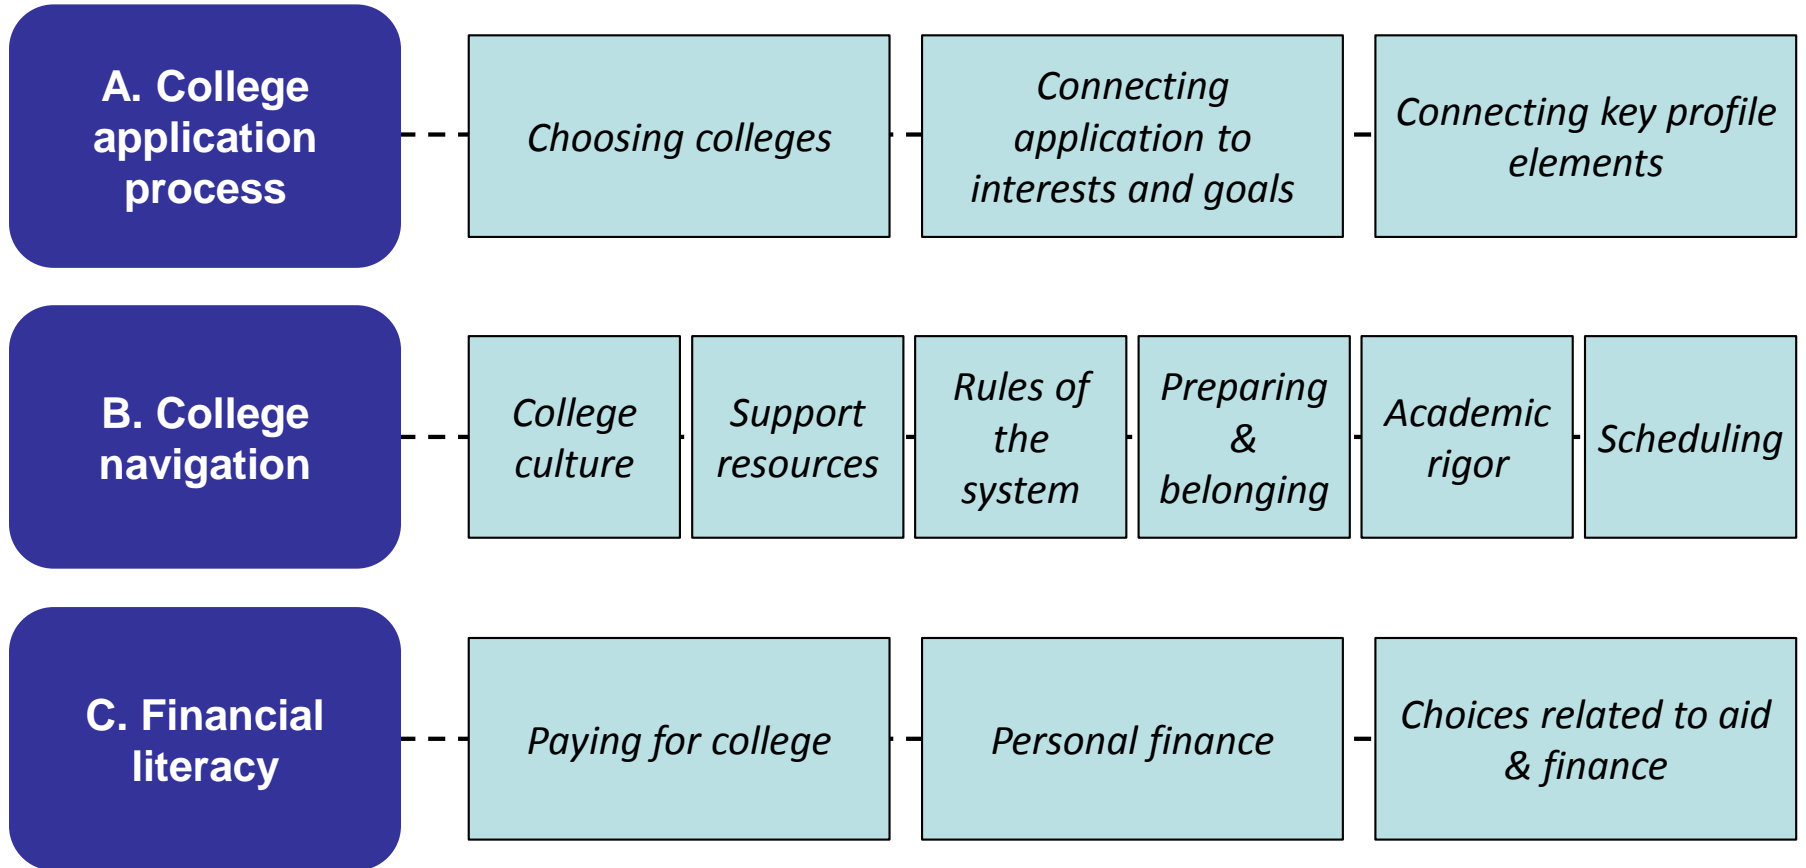 A. College
application
process
Choosing colleges
Connecting
application to
interests and goals
Connecting key profile
elements
B. College
navigation
College
culture
Support
resources
Rules of
the
system
Preparing
&
belonging
Academic
rigor
Scheduling
C. Financial
literacy
Paying for college
Personal finance
Choices related to aid
& finance